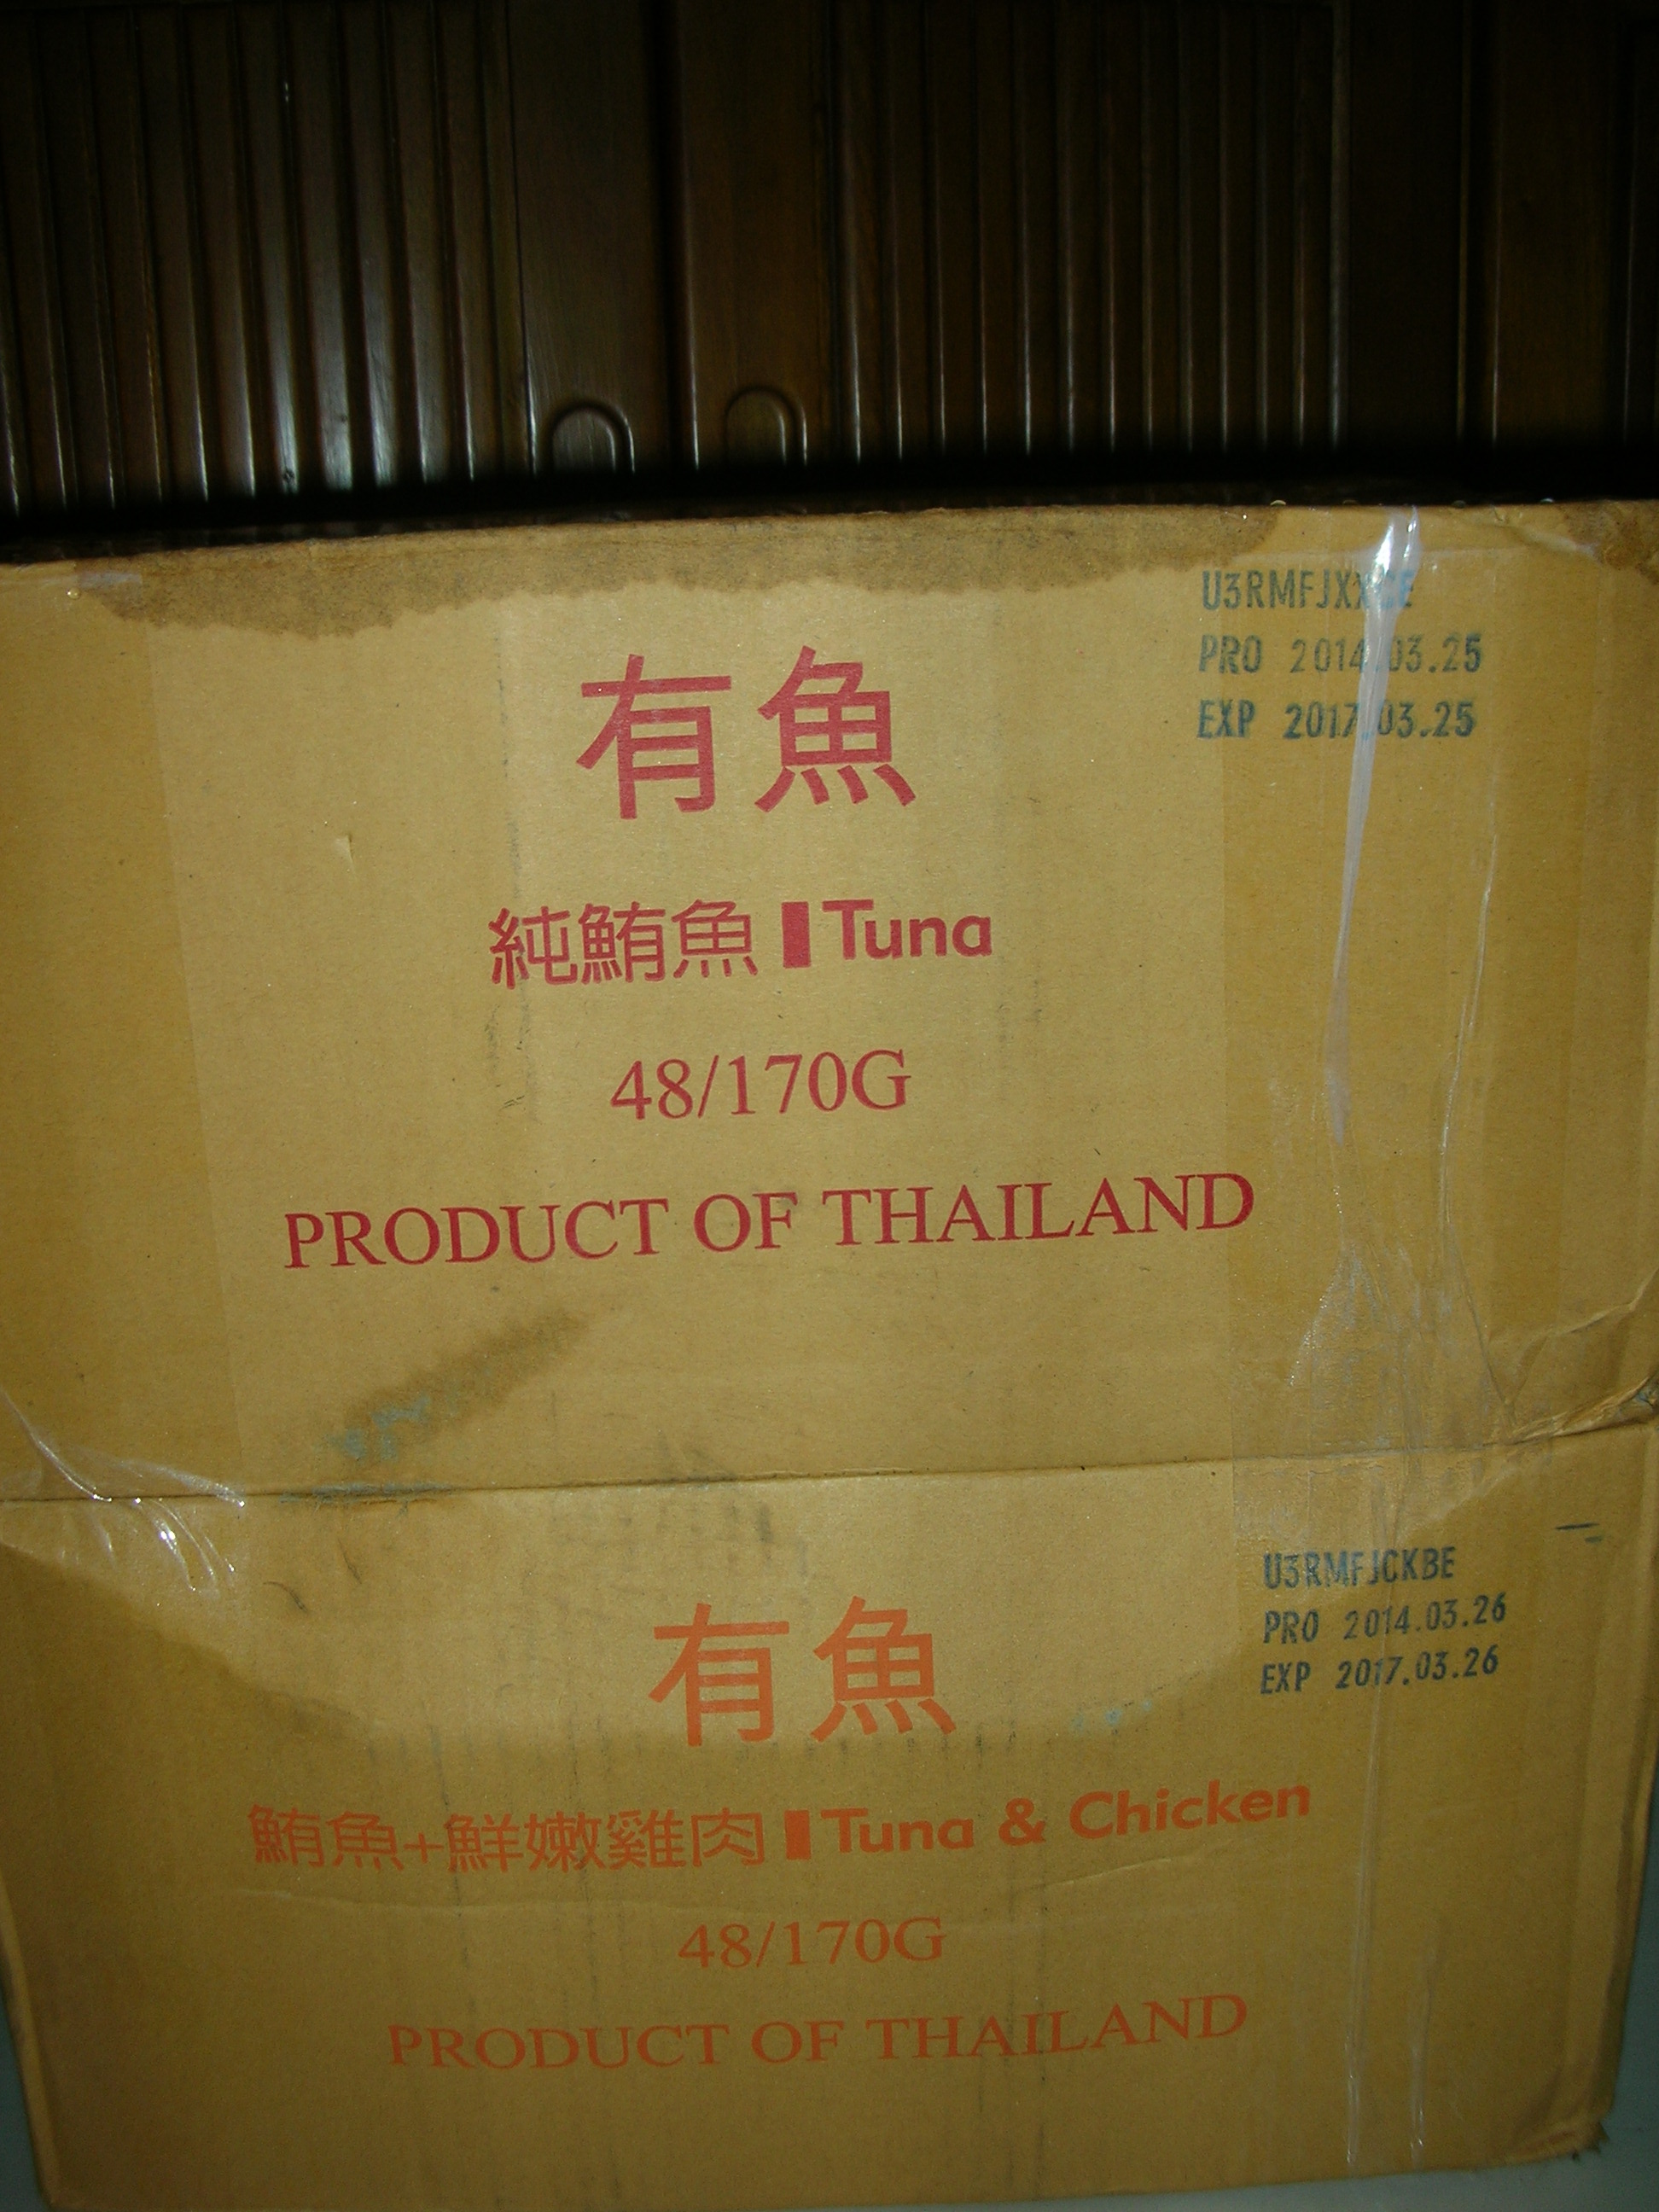 U3RMFJXX
PRO 2014.03.25
EXP 2017.03.25
有魚
純鮪魚 Tuna
48/170G
PRODUCT OF THAILAND
U3RMFJCKBE
PRO 2014.03.26
EXP 2017.03.26
有魚
鮪魚+鮮嫩雞肉 Tuna & Chicken
48/170G
PRODUCT OF THAILAND